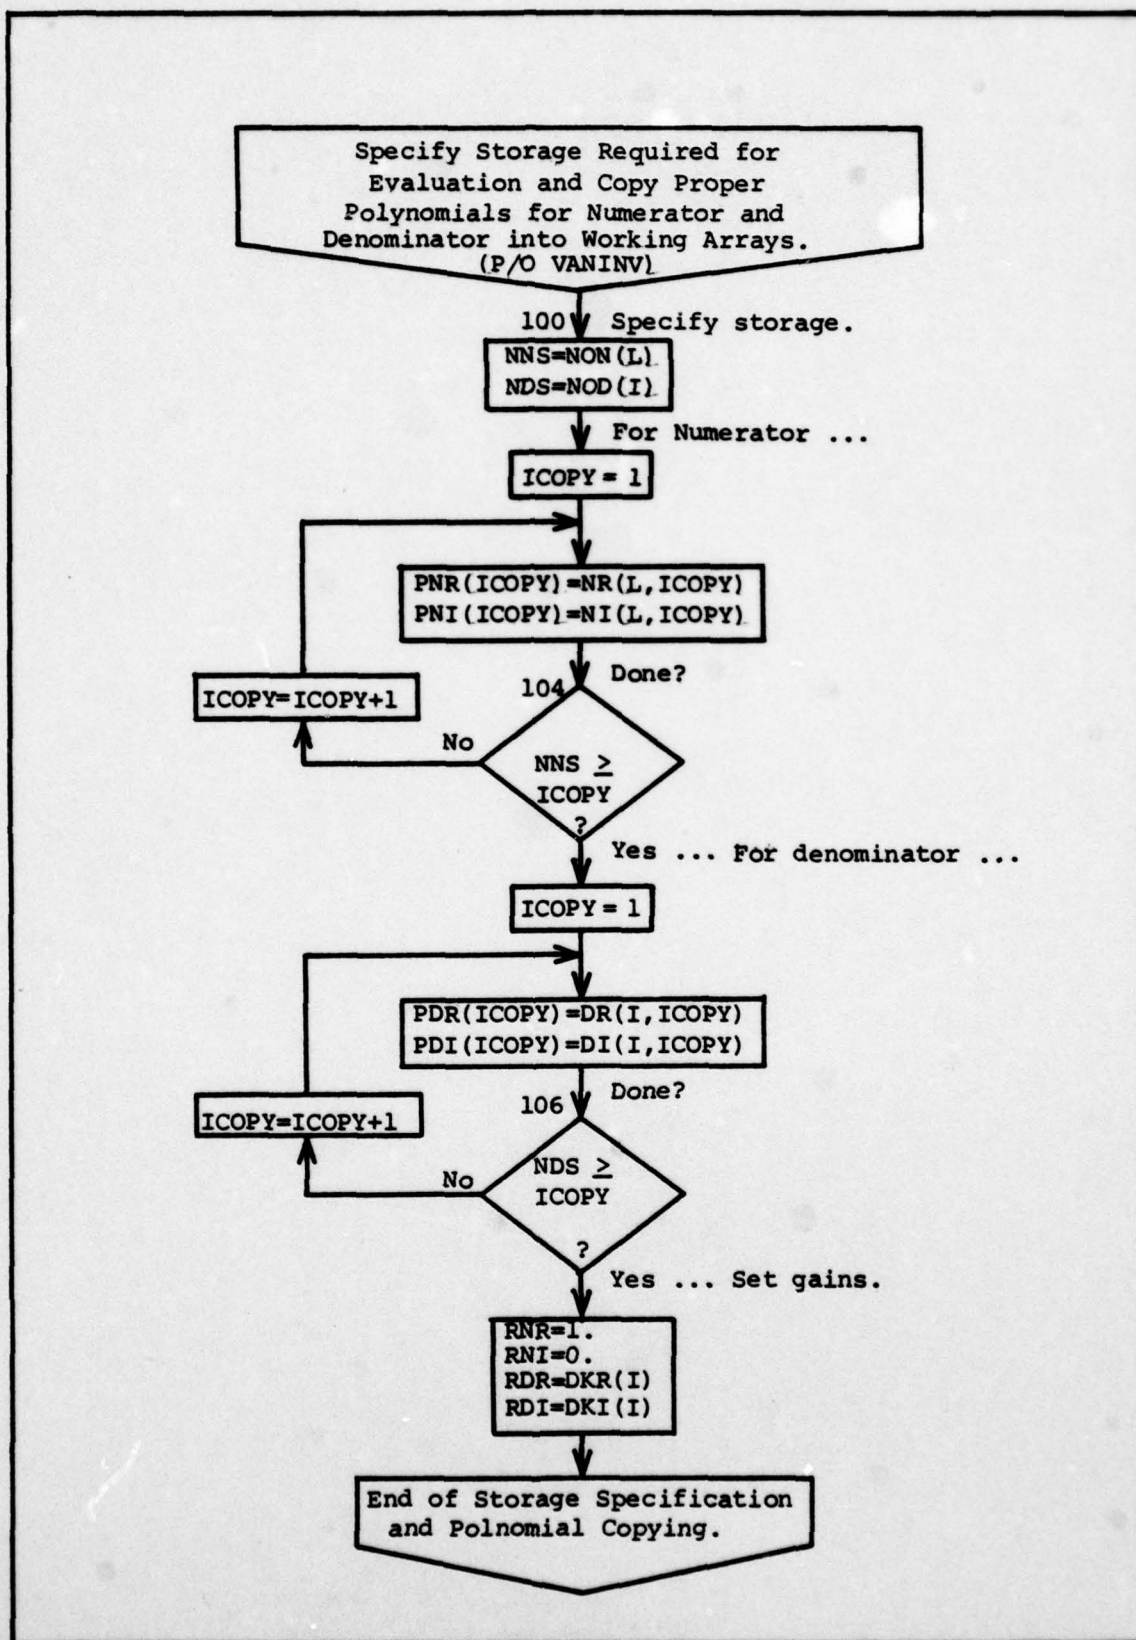 Specify Storage Required for
Evaluation and Copy Proper
Polynomials for Numerator and
Denominator into Working Arrays.
(P/O VANINV)
100 Specify storage.
NNS=NON(L)
NDS=NOD(I)
For Numerator ...
ICOPY = 1
PNR(ICOPY)=NR(L,ICOPY)
PNI(ICOPY)=NI(L,ICOPY)
Done?
104
ICOPY=ICOPY+1
No
NNS ≥
ICOPY
?
Yes ... For denominator ...
ICOPY = 1
PDR(ICOPY)=DR(I,ICOPY)
PDI(ICOPY)=DI(I,ICOPY)
Done?
106
ICOPY=ICOPY+1
No
NDS ≥
ICOPY
?
Yes ... Set gains.
RNR=1.
RNI=0.
RDR=DKR(I)
RDI=DKI(I)
End of Storage Specification
and Polnomial Copying.